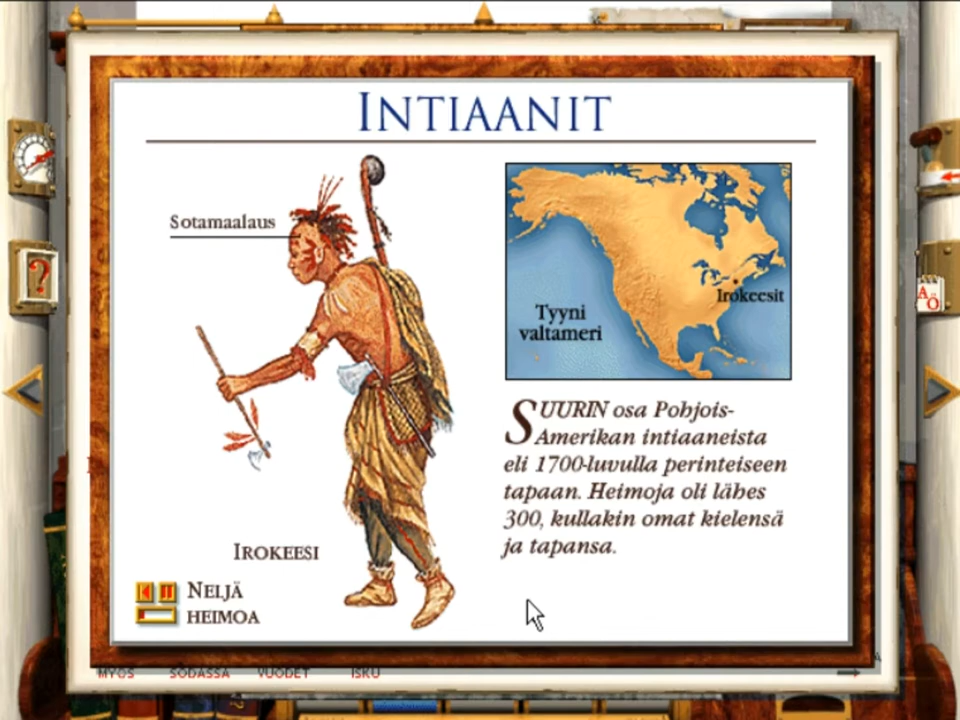 INTIAANIT
Sotamaalaus
Irokeesit
Tyyni
valtameri
SUURIN osa Pohjois-
Amerikan intiaaneista
eli 1700-luvulla perinteiseen
tapaan. Heimoja oli lähes
300, kullakin omat kielensä
ja tapansa.
IROKEESI
NELJÄ
HEIMOA
MYÖS SODASSA VUODET ISKU
?
A
Ö